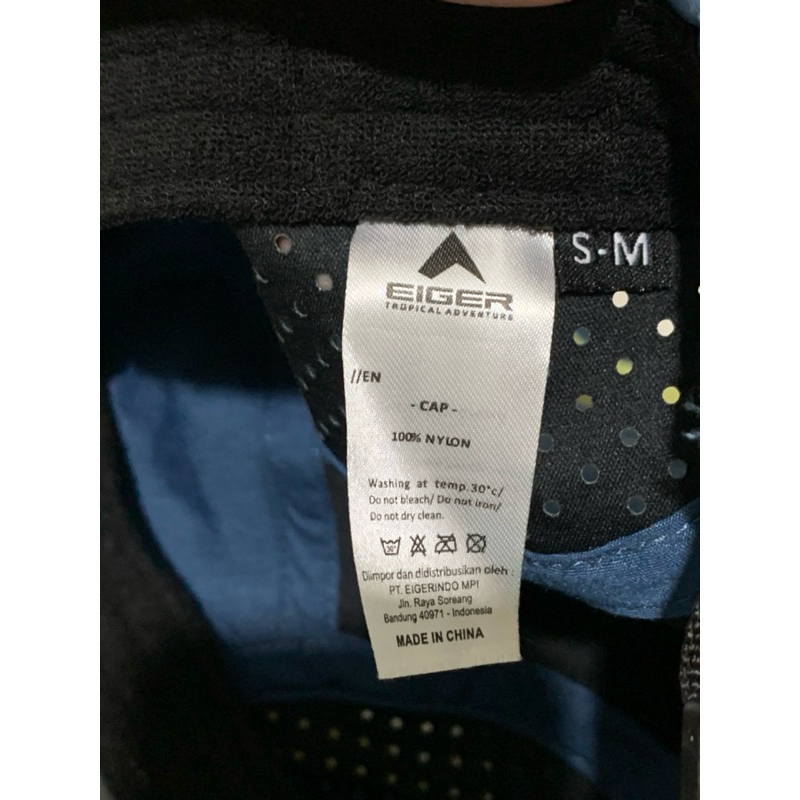 S-M
EIGER
TROPICAL ADVENTURE
//EN
- CAP -
100% NYLON
Washing at temp.30°c/
Do not bleach/ Do not iron/
Do not dry clean.
30°
Diimpor dan didistribusikan oleh :
PT. EIGERINDO MPI
Jln. Raya Soreang
Bandung 40971 - Indonesia
MADE IN CHINA